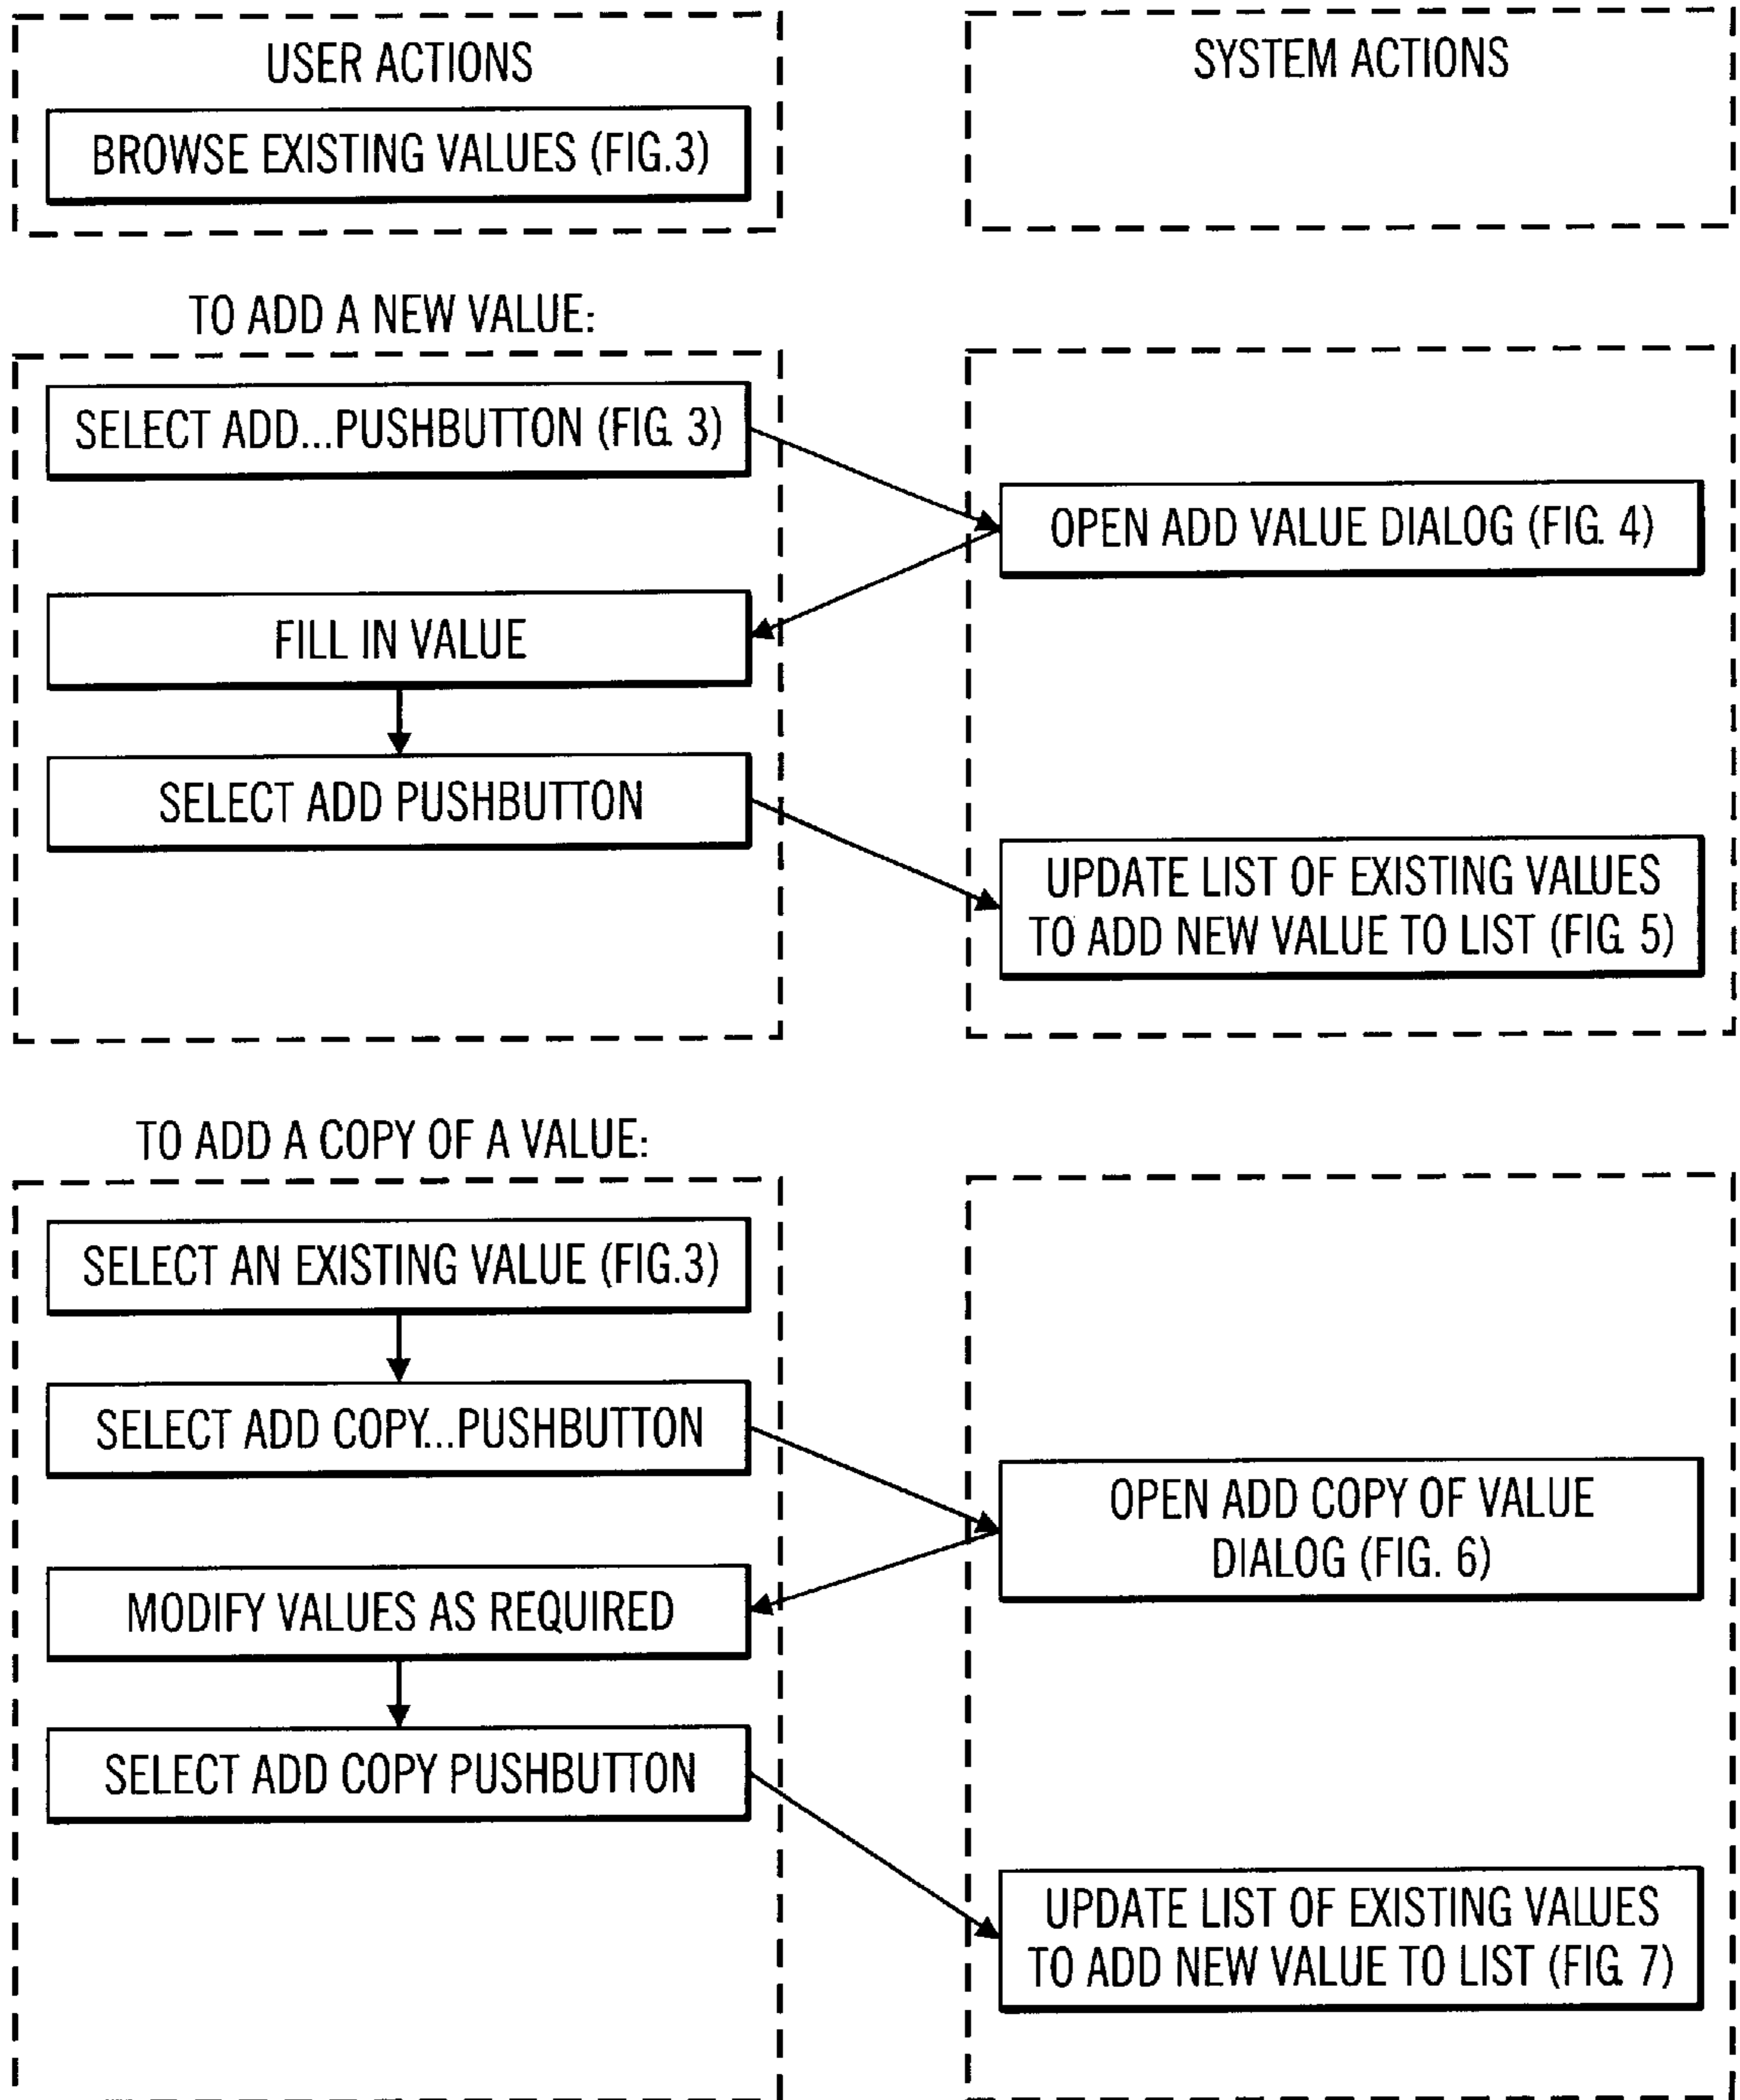 USER ACTIONS
BROWSE EXISTING VALUES (FIG.3)
SYSTEM ACTIONS
TO ADD A NEW VALUE:
SELECT ADD...PUSHBUTTON (FIG. 3)
OPEN ADD VALUE DIALOG (FIG. 4)
FILL IN VALUE
SELECT ADD PUSHBUTTON
UPDATE LIST OF EXISTING VALUES
TO ADD NEW VALUE TO LIST (FIG. 5)
TO ADD A COPY OF A VALUE:
SELECT AN EXISTING VALUE (FIG.3)
SELECT ADD COPY...PUSHBUTTON
OPEN ADD COPY OF VALUE
DIALOG (FIG. 6)
MODIFY VALUES AS REQUIRED
SELECT ADD COPY PUSHBUTTON
UPDATE LIST OF EXISTING VALUES
TO ADD NEW VALUE TO LIST (FIG. 7)